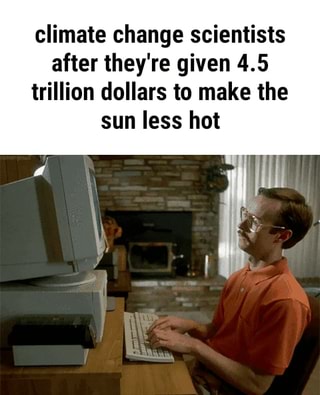 climate change scientists
after they're given 4.5
trillion dollars to make the
sun less hot